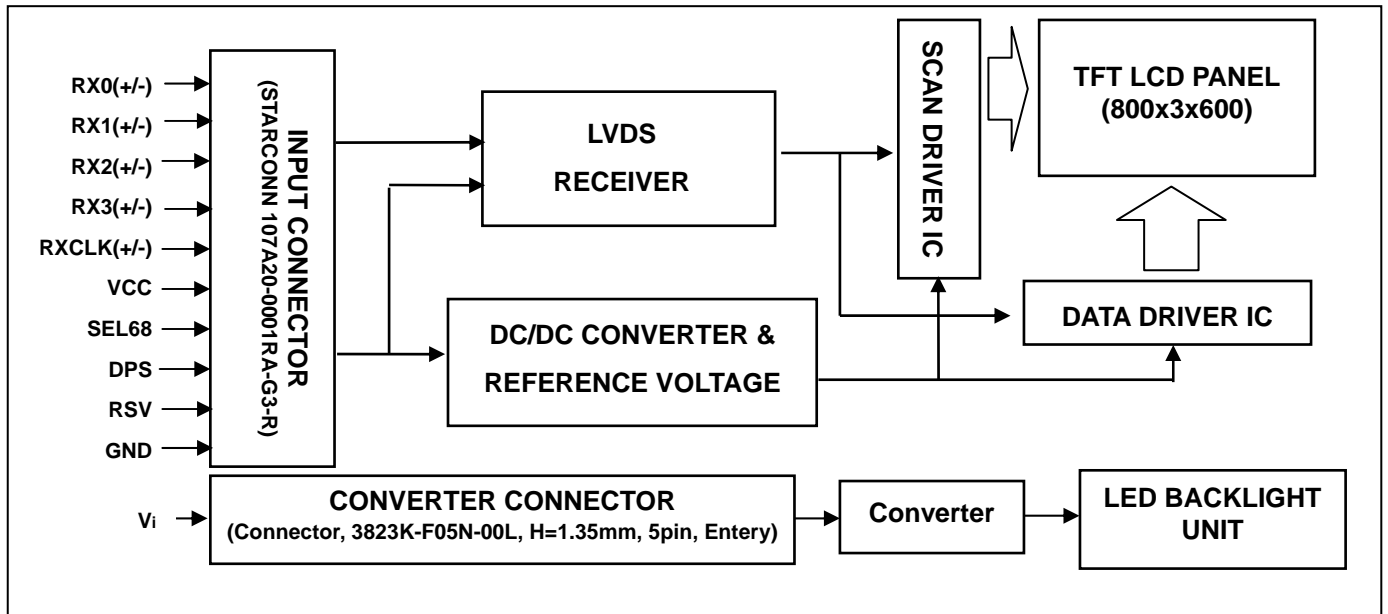 RX0(+/-)
RX1(+/-)
RX2(+/-)
RX3(+/-)
RXCLK(+/-)
VCC
SEL68
DPS
RSV
GND
INPUT CONNECTOR
(STARCONN 107A20-0001RA-G3-R)
LVDS
RECEIVER
DC/DC CONVERTER &
REFERENCE VOLTAGE
SCAN DRIVER IC
TFT LCD PANEL
(800x3x600)
DATA DRIVER IC
Vi
CONVERTER CONNECTOR
(Connector, 3823K-F05N-00L, H=1.35mm, 5pin, Entery)
Converter
LED BACKLIGHT
UNIT